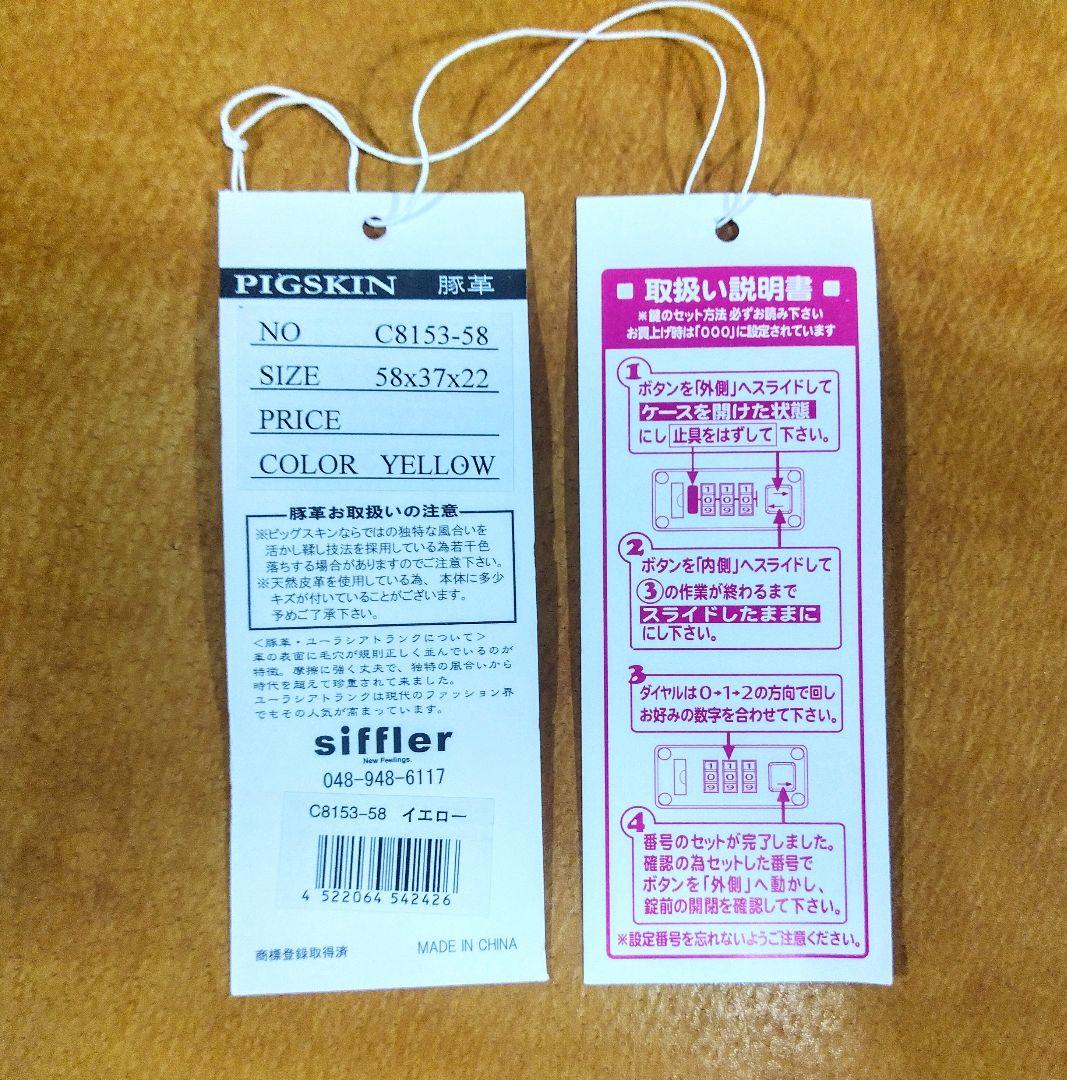 PIGSKIN 豚革
NO C8153-58
SIZE 58x37x22
PRICE
COLOR YELLOW
豚革お取扱いの注意
※ピッグスキンならではの独特な風合いを
活かし鞣し技法を採用している為若干色
落ちする場合がありますのでご注意下さい。
※天然皮革を使用している為、本体に多少
キズが付いていることがございます。
予めご了承下さい。
<豚革・ユーラシアトランクについて>
革の表面に毛穴が規則正しく並んでいるのが
特徴。摩擦に強く丈夫で、独特の風合いから
時代を超えて珍重されて来ました。
ユーラシアトランクは現代のファッション界
でもその人気が高まっています。
siffler
New Feelings.
048-948-6117
C8153-58 イエロー
4 522064 542426
商標登録取得済 MADE IN CHINA
取扱い説明書
※鍵のセット方法 必ずお読み下さい
お買上げ時は「000」に設定されています
1
ボタンを「外側」へスライドして
ケースを開けた状態
にし 止具をはずして 下さい。
1 1 1
0 0 0
9 9 9
2
ボタンを「内側」へスライドして
③の作業が終わるまで
スライドしたままに
にし下さい。
3
ダイヤルは0→1→2の方向で回し
お好みの数字を合わせて下さい。
1 1 1
0 0 0
9 9 9
4
番号のセットが完了しました。
確認の為セットした番号で
ボタンを「外側」へ動かし、
錠前の開閉を確認して下さい。
※設定番号を忘れないようご注意ください。